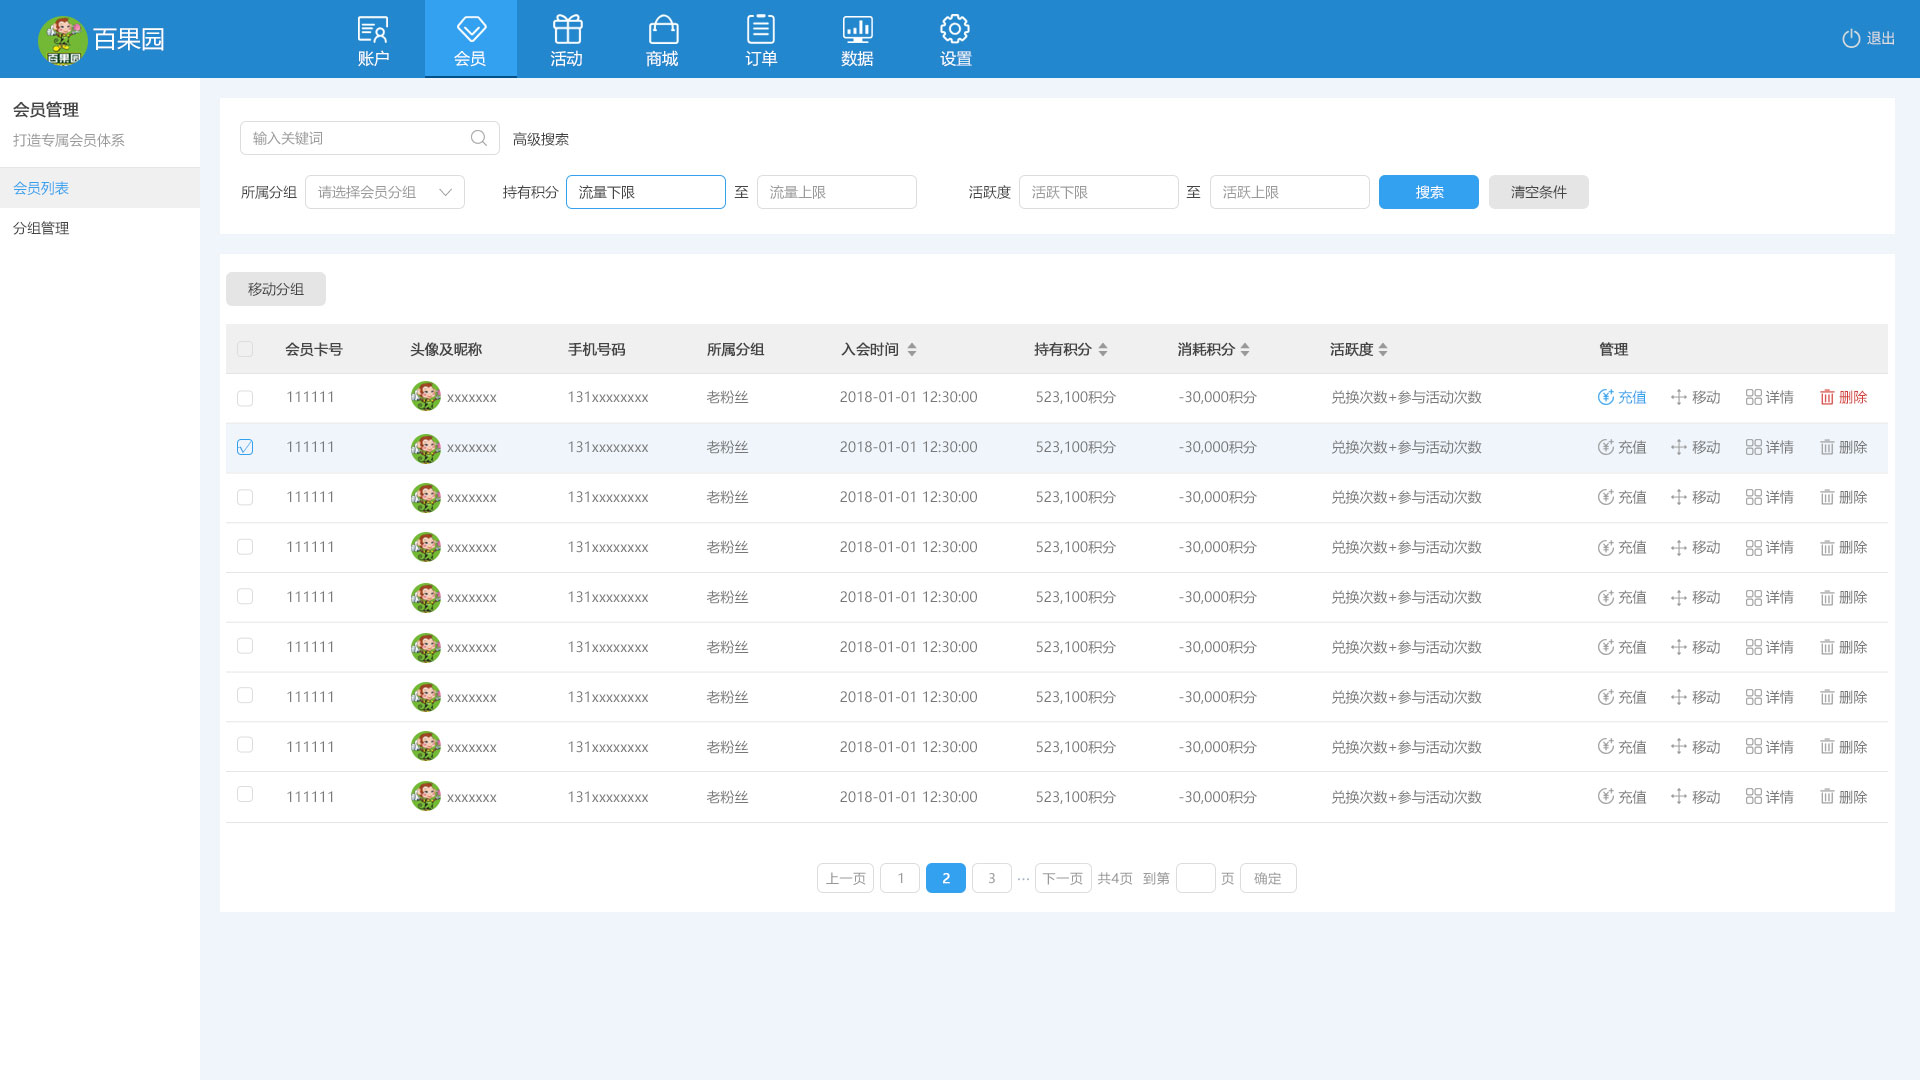 百果园
账户 会员 活动 商城 订单 数据 设置
退出
会员管理
打造专属会员体系
会员列表
分组管理
输入关键词 高级搜索
所属分组 请选择会员分组 持有积分 流量下限 至 流量上限 活跃度 活跃下限 至 活跃上限 搜索 清空条件
移动分组
会员卡号 头像及昵称 手机号码 所属分组 入会时间 持有积分 消耗积分 活跃度 管理
111111 xxxxxxx 131xxxxxxxx 老粉丝 2018-01-01 12:30:00 523,100积分 -30,000积分 兑换次数+参与活动次数 充值 移动 详情 删除
111111 xxxxxxx 131xxxxxxxx 老粉丝 2018-01-01 12:30:00 523,100积分 -30,000积分 兑换次数+参与活动次数 充值 移动 详情 删除
111111 xxxxxxx 131xxxxxxxx 老粉丝 2018-01-01 12:30:00 523,100积分 -30,000积分 兑换次数+参与活动次数 充值 移动 详情 删除
111111 xxxxxxx 131xxxxxxxx 老粉丝 2018-01-01 12:30:00 523,100积分 -30,000积分 兑换次数+参与活动次数 充值 移动 详情 删除
111111 xxxxxxx 131xxxxxxxx 老粉丝 2018-01-01 12:30:00 523,100积分 -30,000积分 兑换次数+参与活动次数 充值 移动 详情 删除
111111 xxxxxxx 131xxxxxxxx 老粉丝 2018-01-01 12:30:00 523,100积分 -30,000积分 兑换次数+参与活动次数 充值 移动 详情 删除
111111 xxxxxxx 131xxxxxxxx 老粉丝 2018-01-01 12:30:00 523,100积分 -30,000积分 兑换次数+参与活动次数 充值 移动 详情 删除
111111 xxxxxxx 131xxxxxxxx 老粉丝 2018-01-01 12:30:00 523,100积分 -30,000积分 兑换次数+参与活动次数 充值 移动 详情 删除
111111 xxxxxxx 131xxxxxxxx 老粉丝 2018-01-01 12:30:00 523,100积分 -30,000积分 兑换次数+参与活动次数 充值 移动 详情 删除
上一页 1 2 3 ··· 下一页 共4页 到第 页 确定